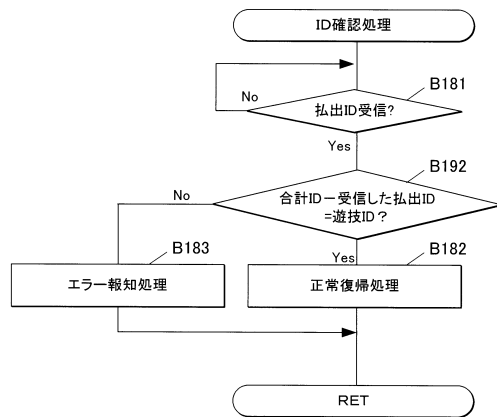 ID確認処理
B181
No
払出ID受信?
Yes
B192
No
合計ID－受信した払出ID
=遊技ID？
B183
Yes
B182
エラー報知処理
正常復帰処理
RET